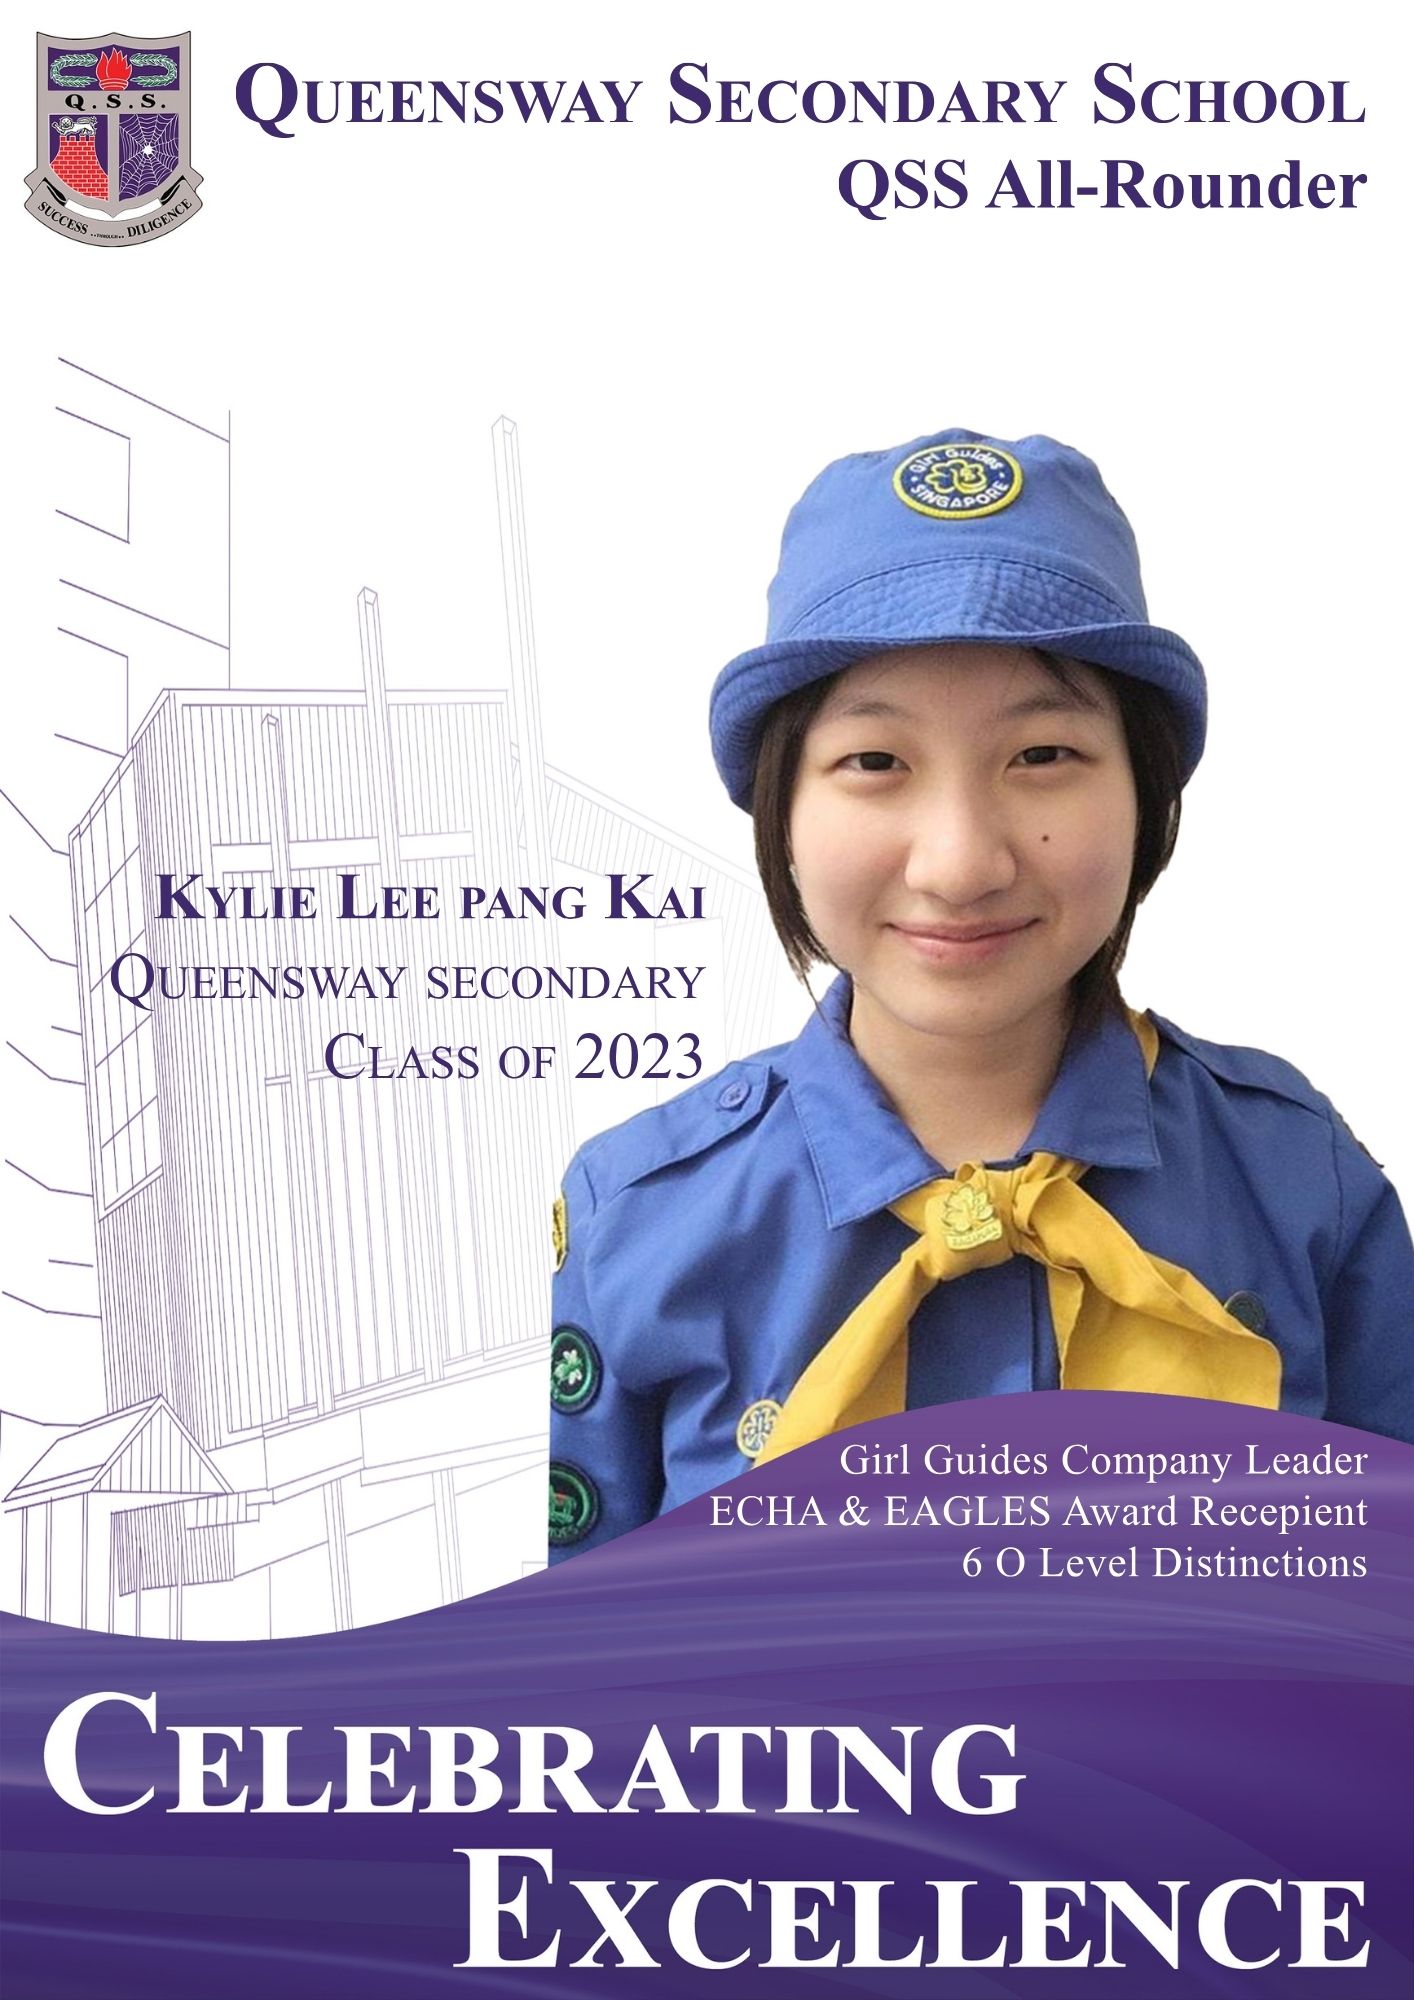 Q.S.S.
SUCCESS ..THROUGH.. DILIGENCE
QUEENSWAY SECONDARY SCHOOL
QSS All-Rounder
Girl Guides
SINGAPORE
KYLIE LEE PANG KAI
QUEENSWAY SECONDARY
CLASS OF 2023
Girl Guides Company Leader
ECHA & EAGLES Award Recepient
6 O Level Distinctions
CELEBRATING
EXCELLENCE